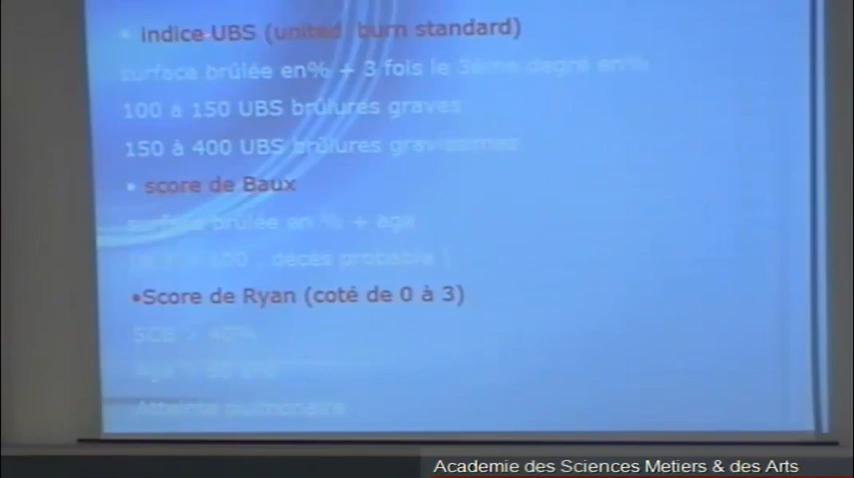 • indice UBS (united burn standard)
surface brûlée en% + 3 fois le 3ème degré en%
100 à 150 UBS brûlures graves
150 à 400 UBS brûlures gravissimes
• score de Baux
surface brûlée en % + age
100 , décès probable
•Score de Ryan (coté de 0 à 3)
SCB > 40%
Age > 60 ans
Atteinte pulmonaire
Academie des Sciences Metiers & des Arts